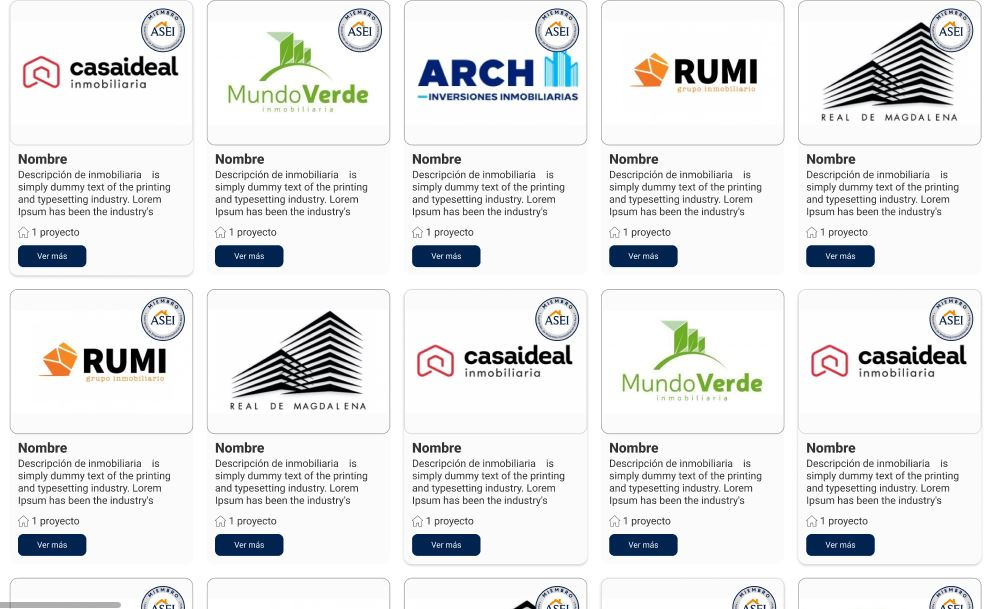 MIEMBRO
ASEI
casaideal
inmobiliaria
MIEMBRO
ASEI
MundoVerde
inmobiliaria
MIEMBRO
ASEI
ARCH
INVERSIONES INMOBILIARIAS
RUMI
grupo inmobiliario
MIEMBRO
ASEI
REAL DE MAGDALENA
Nombre
Descripción de inmobiliaria is
simply dummy text of the printing
and typesetting industry. Lorem
Ipsum has been the industry's
1 proyecto
Ver más
Nombre
Descripción de inmobiliaria is
simply dummy text of the printing
and typesetting industry. Lorem
Ipsum has been the industry's
1 proyecto
Ver más
Nombre
Descripción de inmobiliaria is
simply dummy text of the printing
and typesetting industry. Lorem
Ipsum has been the industry's
1 proyecto
Ver más
Nombre
Descripción de inmobiliaria is
simply dummy text of the printing
and typesetting industry. Lorem
Ipsum has been the industry's
1 proyecto
Ver más
Nombre
Descripción de inmobiliaria is
simply dummy text of the printing
and typesetting industry. Lorem
Ipsum has been the industry's
1 proyecto
Ver más
MIEMBRO
ASEI
RUMI
grupo inmobiliario
REAL DE MAGDALENA
MIEMBRO
ASEI
casaideal
inmobiliaria
MundoVerde
inmobiliaria
MIEMBRO
ASEI
casaideal
inmobiliaria
Nombre
Descripción de inmobiliaria is
simply dummy text of the printing
and typesetting industry. Lorem
Ipsum has been the industry's
1 proyecto
Ver más
Nombre
Descripción de inmobiliaria is
simply dummy text of the printing
and typesetting industry. Lorem
Ipsum has been the industry's
1 proyecto
Ver más
Nombre
Descripción de inmobiliaria is
simply dummy text of the printing
and typesetting industry. Lorem
Ipsum has been the industry's
1 proyecto
Ver más
Nombre
Descripción de inmobiliaria is
simply dummy text of the printing
and typesetting industry. Lorem
Ipsum has been the industry's
1 proyecto
Ver más
Nombre
Descripción de inmobiliaria is
simply dummy text of the printing
and typesetting industry. Lorem
Ipsum has been the industry's
1 proyecto
Ver más
MIEMBRO
ASEI
MIEMBRO
ASEI
MIEMBRO
ASEI
MIEMBRO
ASEI